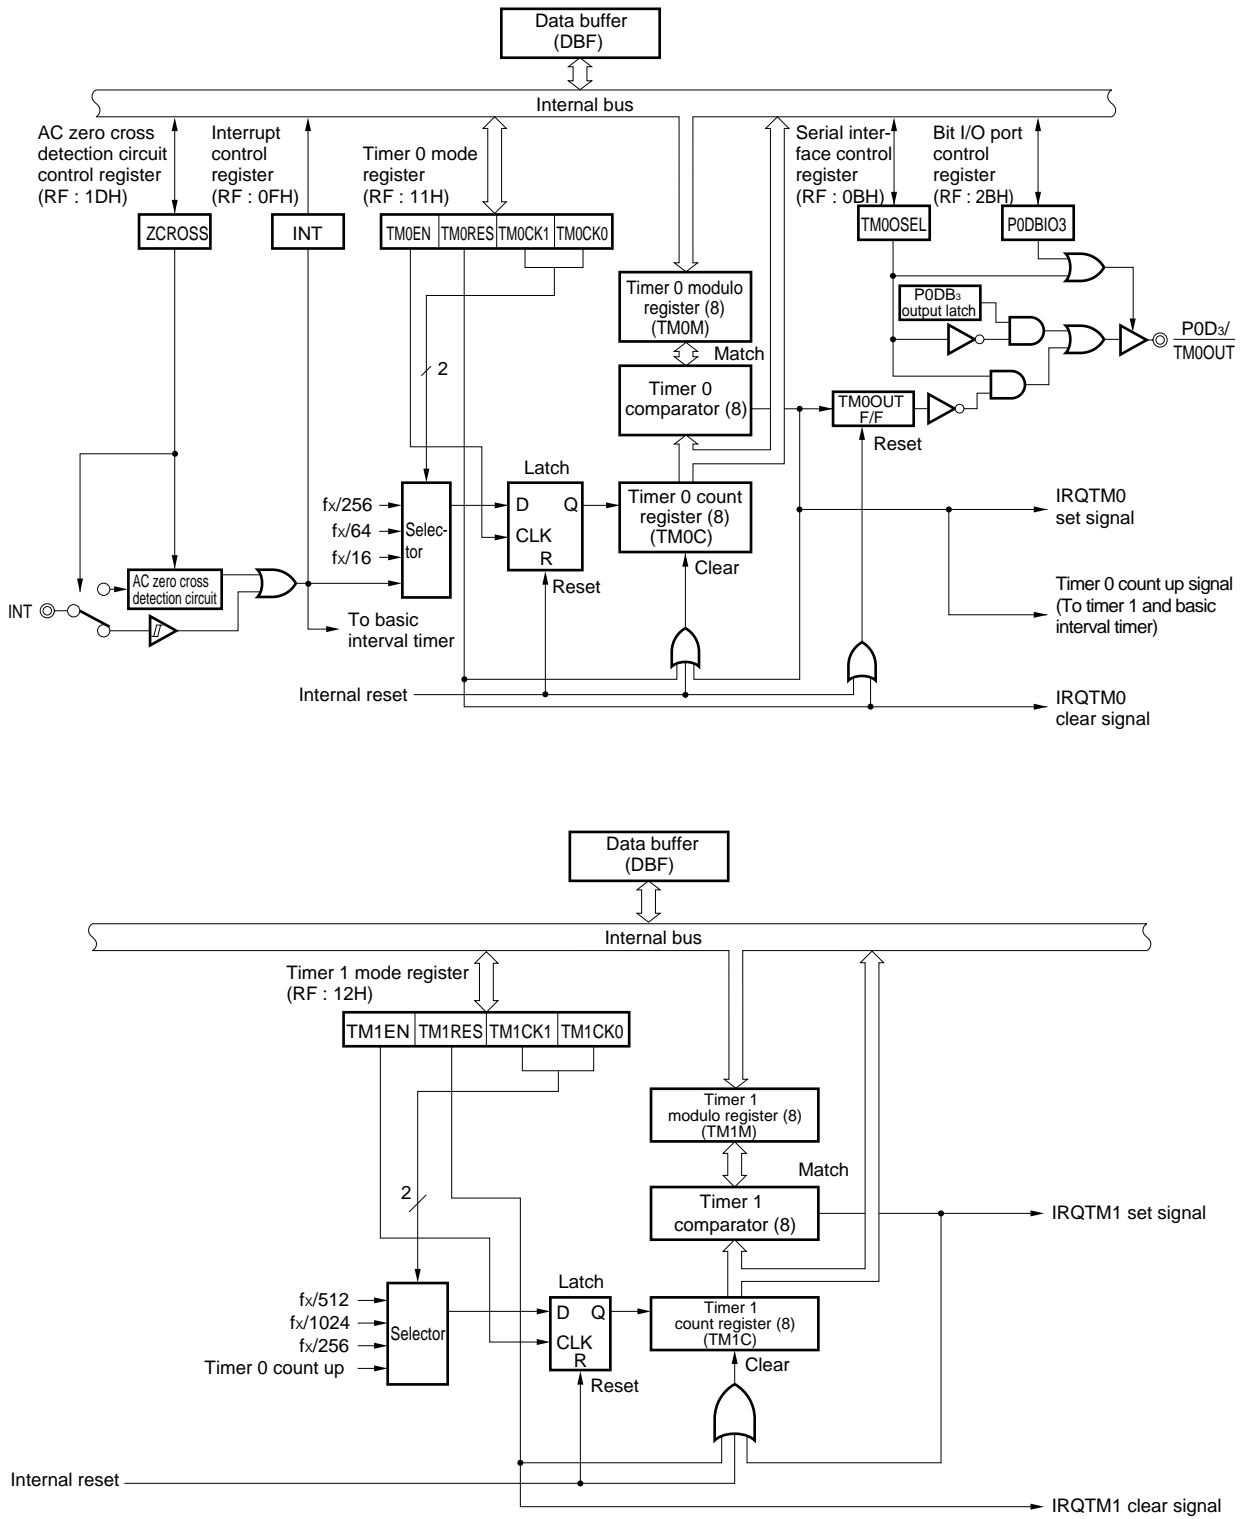 Data buffer
(DBF)
Internal bus
AC zero cross
detection circuit
control register
(RF : 1DH)
Interrupt
control
register
(RF : 0FH)
Timer 0 mode
register
(RF : 11H)
Serial inter-
face control
register
(RF : 0BH)
Bit I/O port
control
register
(RF : 2BH)
ZCROSS
INT
TM0EN TM0RES TM0CK1 TM0CK0
TM0OSEL
P0DBIO3
Timer 0 modulo
register (8)
(TM0M)
P0DB3
output latch
P0D3/
TM0OUT
Match
2
Timer 0
comparator (8)
TM0OUT
F/F
Reset
Latch
fX/256
fX/64
fX/16
Selec-
tor
D Q
CLK
R
Reset
Timer 0 count
register (8)
(TM0C)
Clear
IRQTM0
set signal
AC zero cross
detection circuit
INT
To basic
interval timer
Timer 0 count up signal
(To timer 1 and basic
interval timer)
Internal reset
IRQTM0
clear signal
Data buffer
(DBF)
Internal bus
Timer 1 mode register
(RF : 12H)
TM1EN TM1RES TM1CK1 TM1CK0
Timer 1
modulo register (8)
(TM1M)
Match
2
Timer 1
comparator (8)
IRQTM1 set signal
Latch
fX/512
fX/1024
fX/256
Timer 0 count up
Selector
D Q
CLK
R
Reset
Timer 1
count register (8)
(TM1C)
Clear
Internal reset
IRQTM1 clear signal